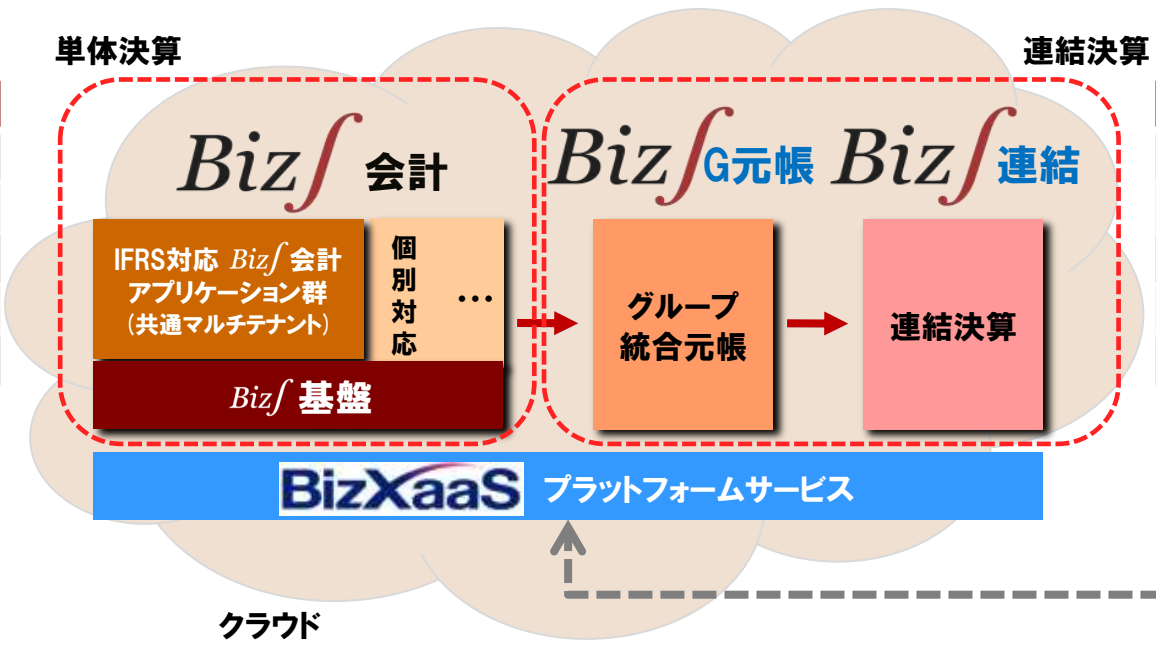 単体決算
連結決算
Biz∫ 会計
Biz∫ G元帳
Biz∫ 連結
IFRS対応 Biz∫ 会計
アプリケーション群
(共通マルチテナント)
個別対応
…
Biz∫ 基盤
グループ
統合元帳
連結決算
BizXaaS プラットフォームサービス
クラウド